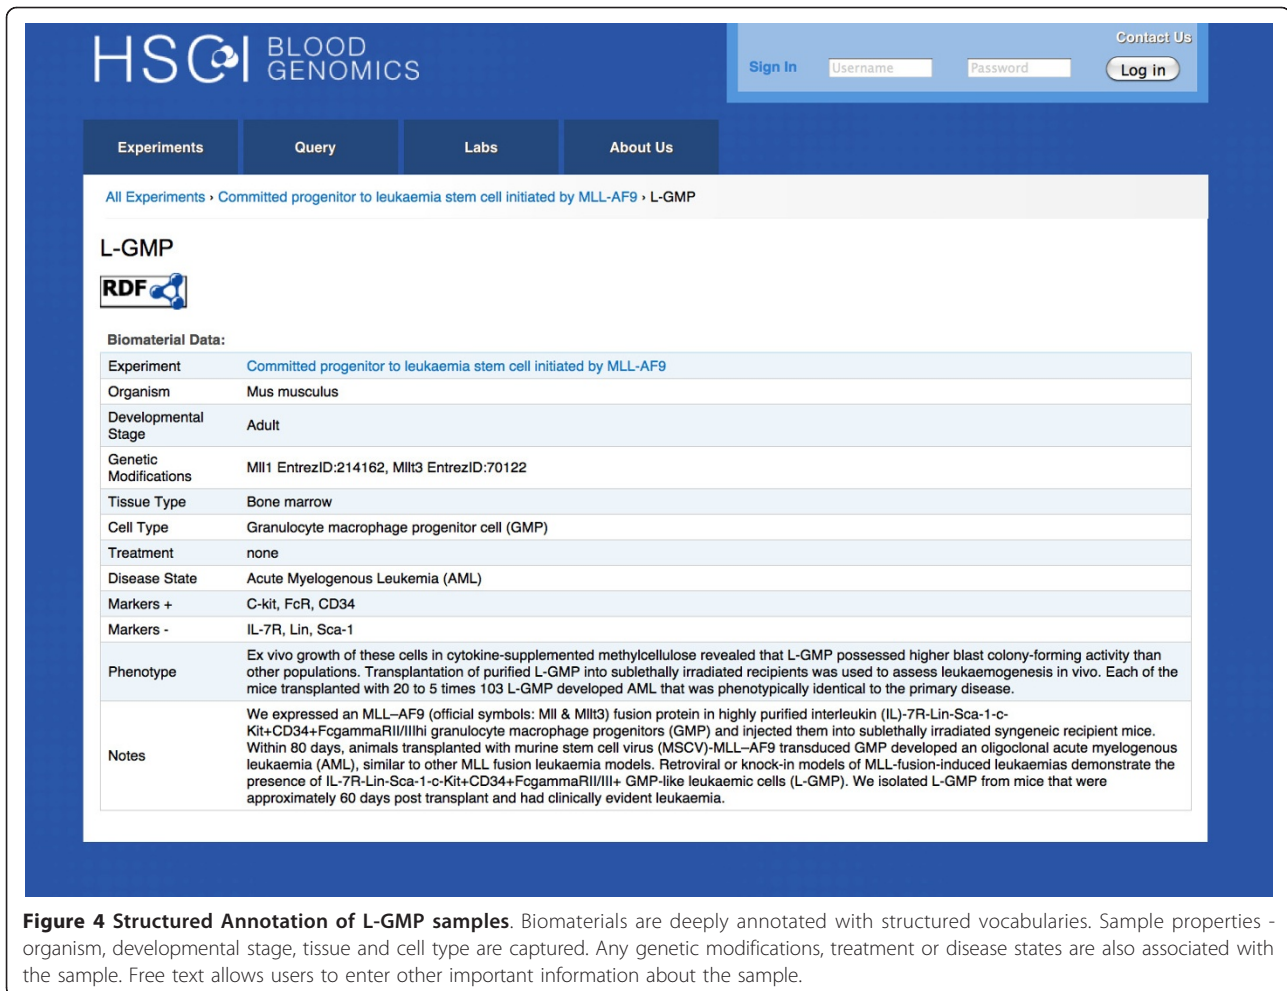 HSCI BLOOD GENOMICS
Contact Us
Sign In Username Password Log in
Experiments Query Labs About Us
All Experiments › Committed progenitor to leukaemia stem cell initiated by MLL-AF9 › L-GMP
L-GMP
RDF
Biomaterial Data:
Experiment Committed progenitor to leukaemia stem cell initiated by MLL-AF9
Organism Mus musculus
Developmental Stage Adult
Genetic Modifications Mll1 EntrezID:214162, Mllt3 EntrezID:70122
Tissue Type Bone marrow
Cell Type Granulocyte macrophage progenitor cell (GMP)
Treatment none
Disease State Acute Myelogenous Leukemia (AML)
Markers + C-kit, FcR, CD34
Markers - IL-7R, Lin, Sca-1
Phenotype
Ex vivo growth of these cells in cytokine-supplemented methylcellulose revealed that L-GMP possessed higher blast colony-forming activity than
other populations. Transplantation of purified L-GMP into sublethally irradiated recipients was used to assess leukaemogenesis in vivo. Each of the
mice transplanted with 20 to 5 times 103 L-GMP developed AML that was phenotypically identical to the primary disease.
Notes
We expressed an MLL–AF9 (official symbols: Mll & Mllt3) fusion protein in highly purified interleukin (IL)-7R-Lin-Sca-1-c-
Kit+CD34+FcgammaRII/IIIhi granulocyte macrophage progenitors (GMP) and injected them into sublethally irradiated syngeneic recipient mice.
Within 80 days, animals transplanted with murine stem cell virus (MSCV)-MLL–AF9 transduced GMP developed an oligoclonal acute myelogenous
leukaemia (AML), similar to other MLL fusion leukaemia models. Retroviral or knock-in models of MLL-fusion-induced leukaemias demonstrate the
presence of IL-7R-Lin-Sca-1-c-Kit+CD34+FcgammaRII/III+ GMP-like leukaemic cells (L-GMP). We isolated L-GMP from mice that were
approximately 60 days post transplant and had clinically evident leukaemia.
Figure 4 Structured Annotation of L-GMP samples. Biomaterials are deeply annotated with structured vocabularies. Sample properties -
organism, developmental stage, tissue and cell type are captured. Any genetic modifications, treatment or disease states are also associated with
the sample. Free text allows users to enter other important information about the sample.